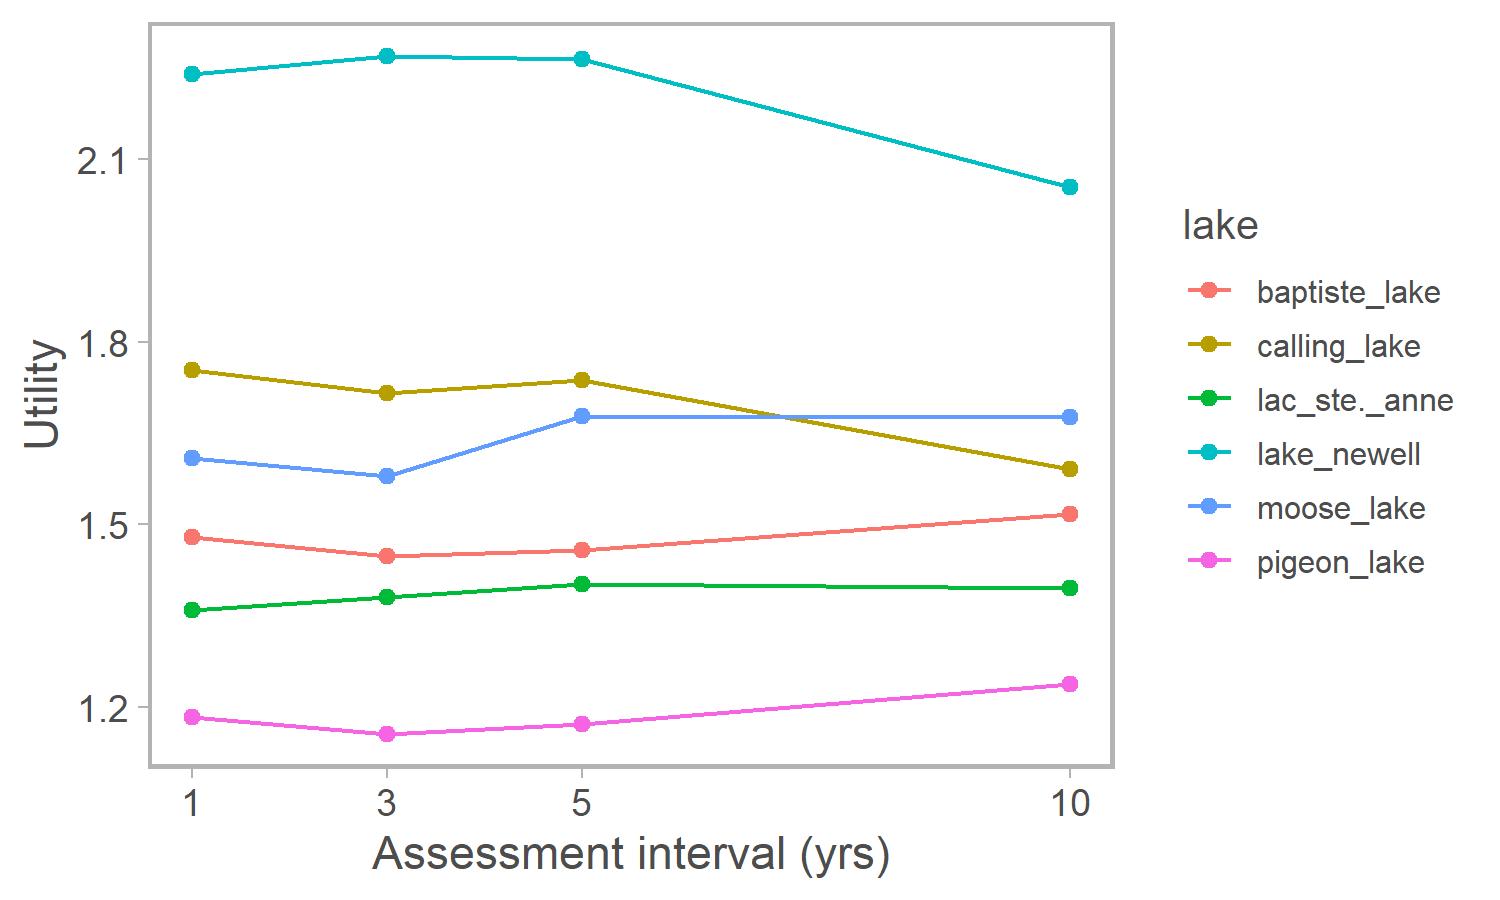 2.1
1.8
1.5
1.2
Utility
1
3
5
10
Assessment interval (yrs)
lake
baptiste_lake
calling_lake
lac_ste._anne
lake_newell
moose_lake
pigeon_lake